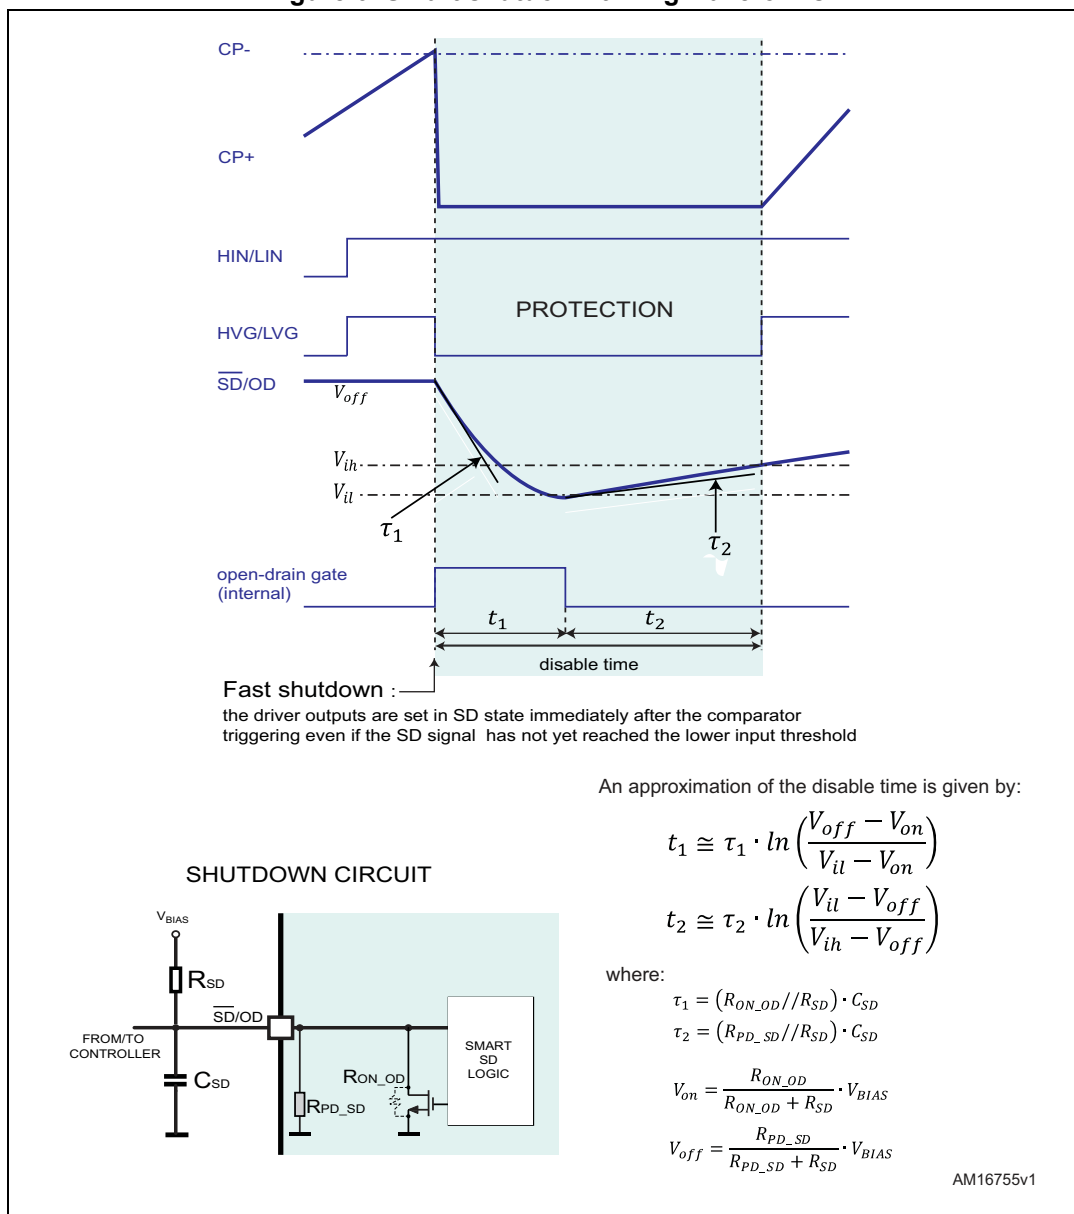 CP-
CP+
HIN/LIN
PROTECTION
HVG/LVG
SD/OD
V_off
V_ih
V_il
τ_1
τ_2
open-drain gate
(internal)
t_1
t_2
disable time
Fast shutdown :
the driver outputs are set in SD state immediately after the comparator
triggering even if the SD signal has not yet reached the lower input threshold
An approximation of the disable time is given by:
t_1 ≅ τ_1 · ln((V_off − V_on)/(V_il − V_on))
t_2 ≅ τ_2 · ln((V_il − V_off)/(V_ih − V_off))
where:
τ_1 = (R_ON_OD//R_SD) · C_SD
τ_2 = (R_PD_SD//R_SD) · C_SD
V_on = R_ON_OD/(R_ON_OD + R_SD) · V_BIAS
V_off = R_PD_SD/(R_PD_SD + R_SD) · V_BIAS
SHUTDOWN CIRCUIT
V_BIAS
R_SD
SD/OD
FROM/TO
CONTROLLER
C_SD
R_PD_SD
R_ON_OD
SMART
SD
LOGIC
AM16755v1